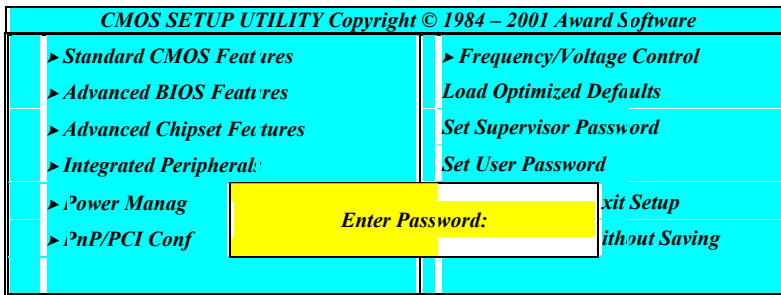 CMOS SETUP UTILITY Copyright © 1984 – 2001 Award Software
▸ Standard CMOS Features
▸ Advanced BIOS Features
▸ Advanced Chipset Features
▸ Integrated Peripherals
▸ Power Manag
▸ PnP/PCI Conf
▸ Frequency/Voltage Control
Load Optimized Defaults
Set Supervisor Password
Set User Password
xit Setup
ithout Saving
Enter Password: